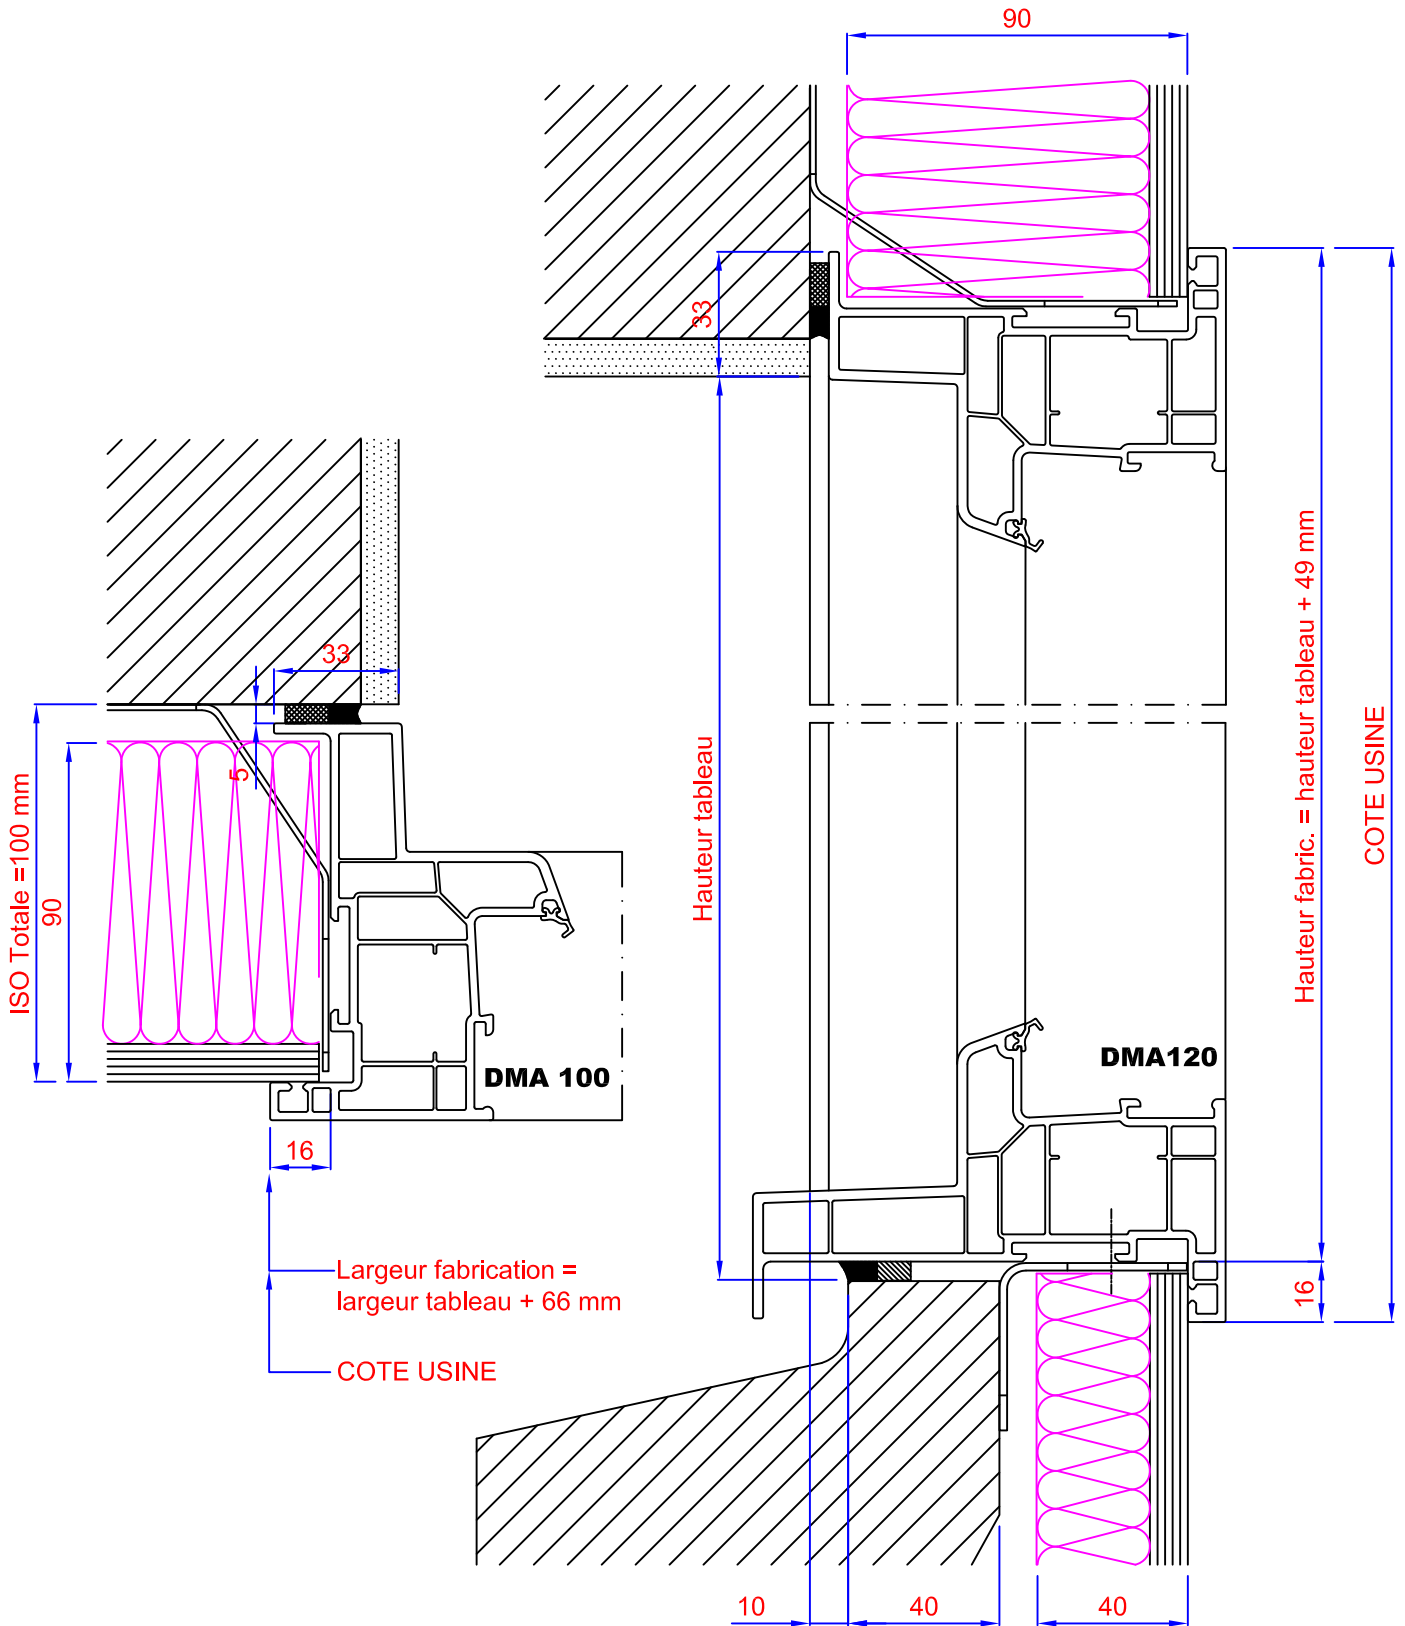 90
33
Hauteur tableau
Hauteur fabric. = hauteur tableau + 49 mm
COTE USINE
33
5
ISO Totale =100 mm
90
DMA 100
16
DMA120
Largeur fabrication =
largeur tableau + 66 mm
COTE USINE
16
10
40
40